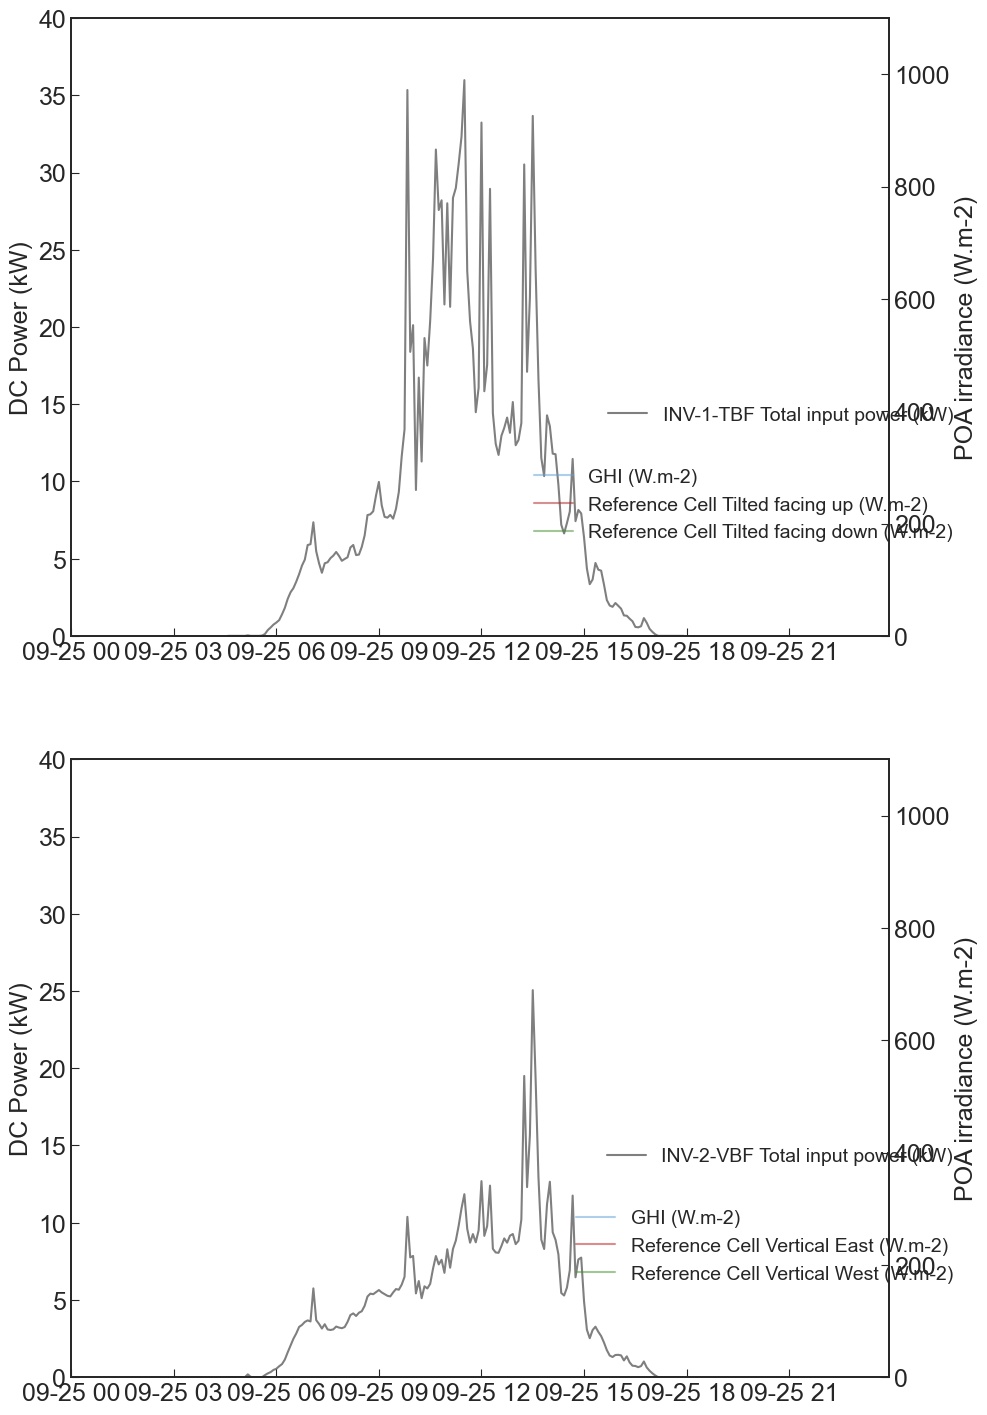 40
35
30
25
20
15
10
5
0
DC Power (kW)
1000
800
600
400
200
0
POA irradiance (W.m-2)
INV-1-TBF Total input power (kW)
GHI (W.m-2)
Reference Cell Tilted facing up (W.m-2)
Reference Cell Tilted facing down (W.m-2)
09-25 00 09-25 03 09-25 06 09-25 09 09-25 12 09-25 15 09-25 18 09-25 21
40
35
30
25
20
15
10
5
0
DC Power (kW)
1000
800
600
400
200
0
POA irradiance (W.m-2)
INV-2-VBF Total input power (kW)
GHI (W.m-2)
Reference Cell Vertical East (W.m-2)
Reference Cell Vertical West (W.m-2)
09-25 00 09-25 03 09-25 06 09-25 09 09-25 12 09-25 15 09-25 18 09-25 21